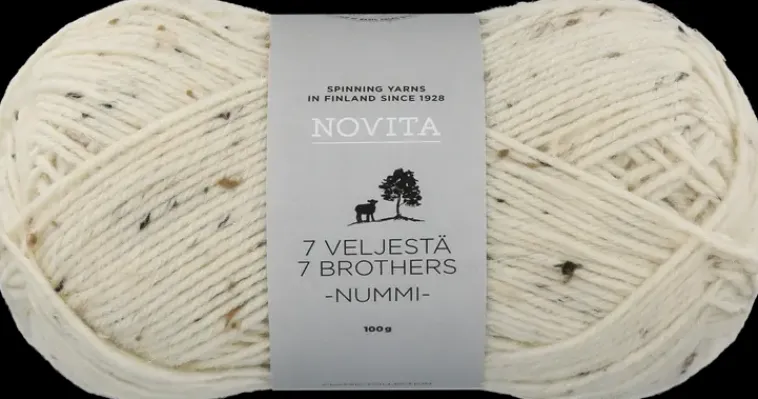 SPINNING YARNS
IN FINLAND SINCE 1928
NOVITA
7 VELJESTÄ
7 BROTHERS
-NUMMI-
100g